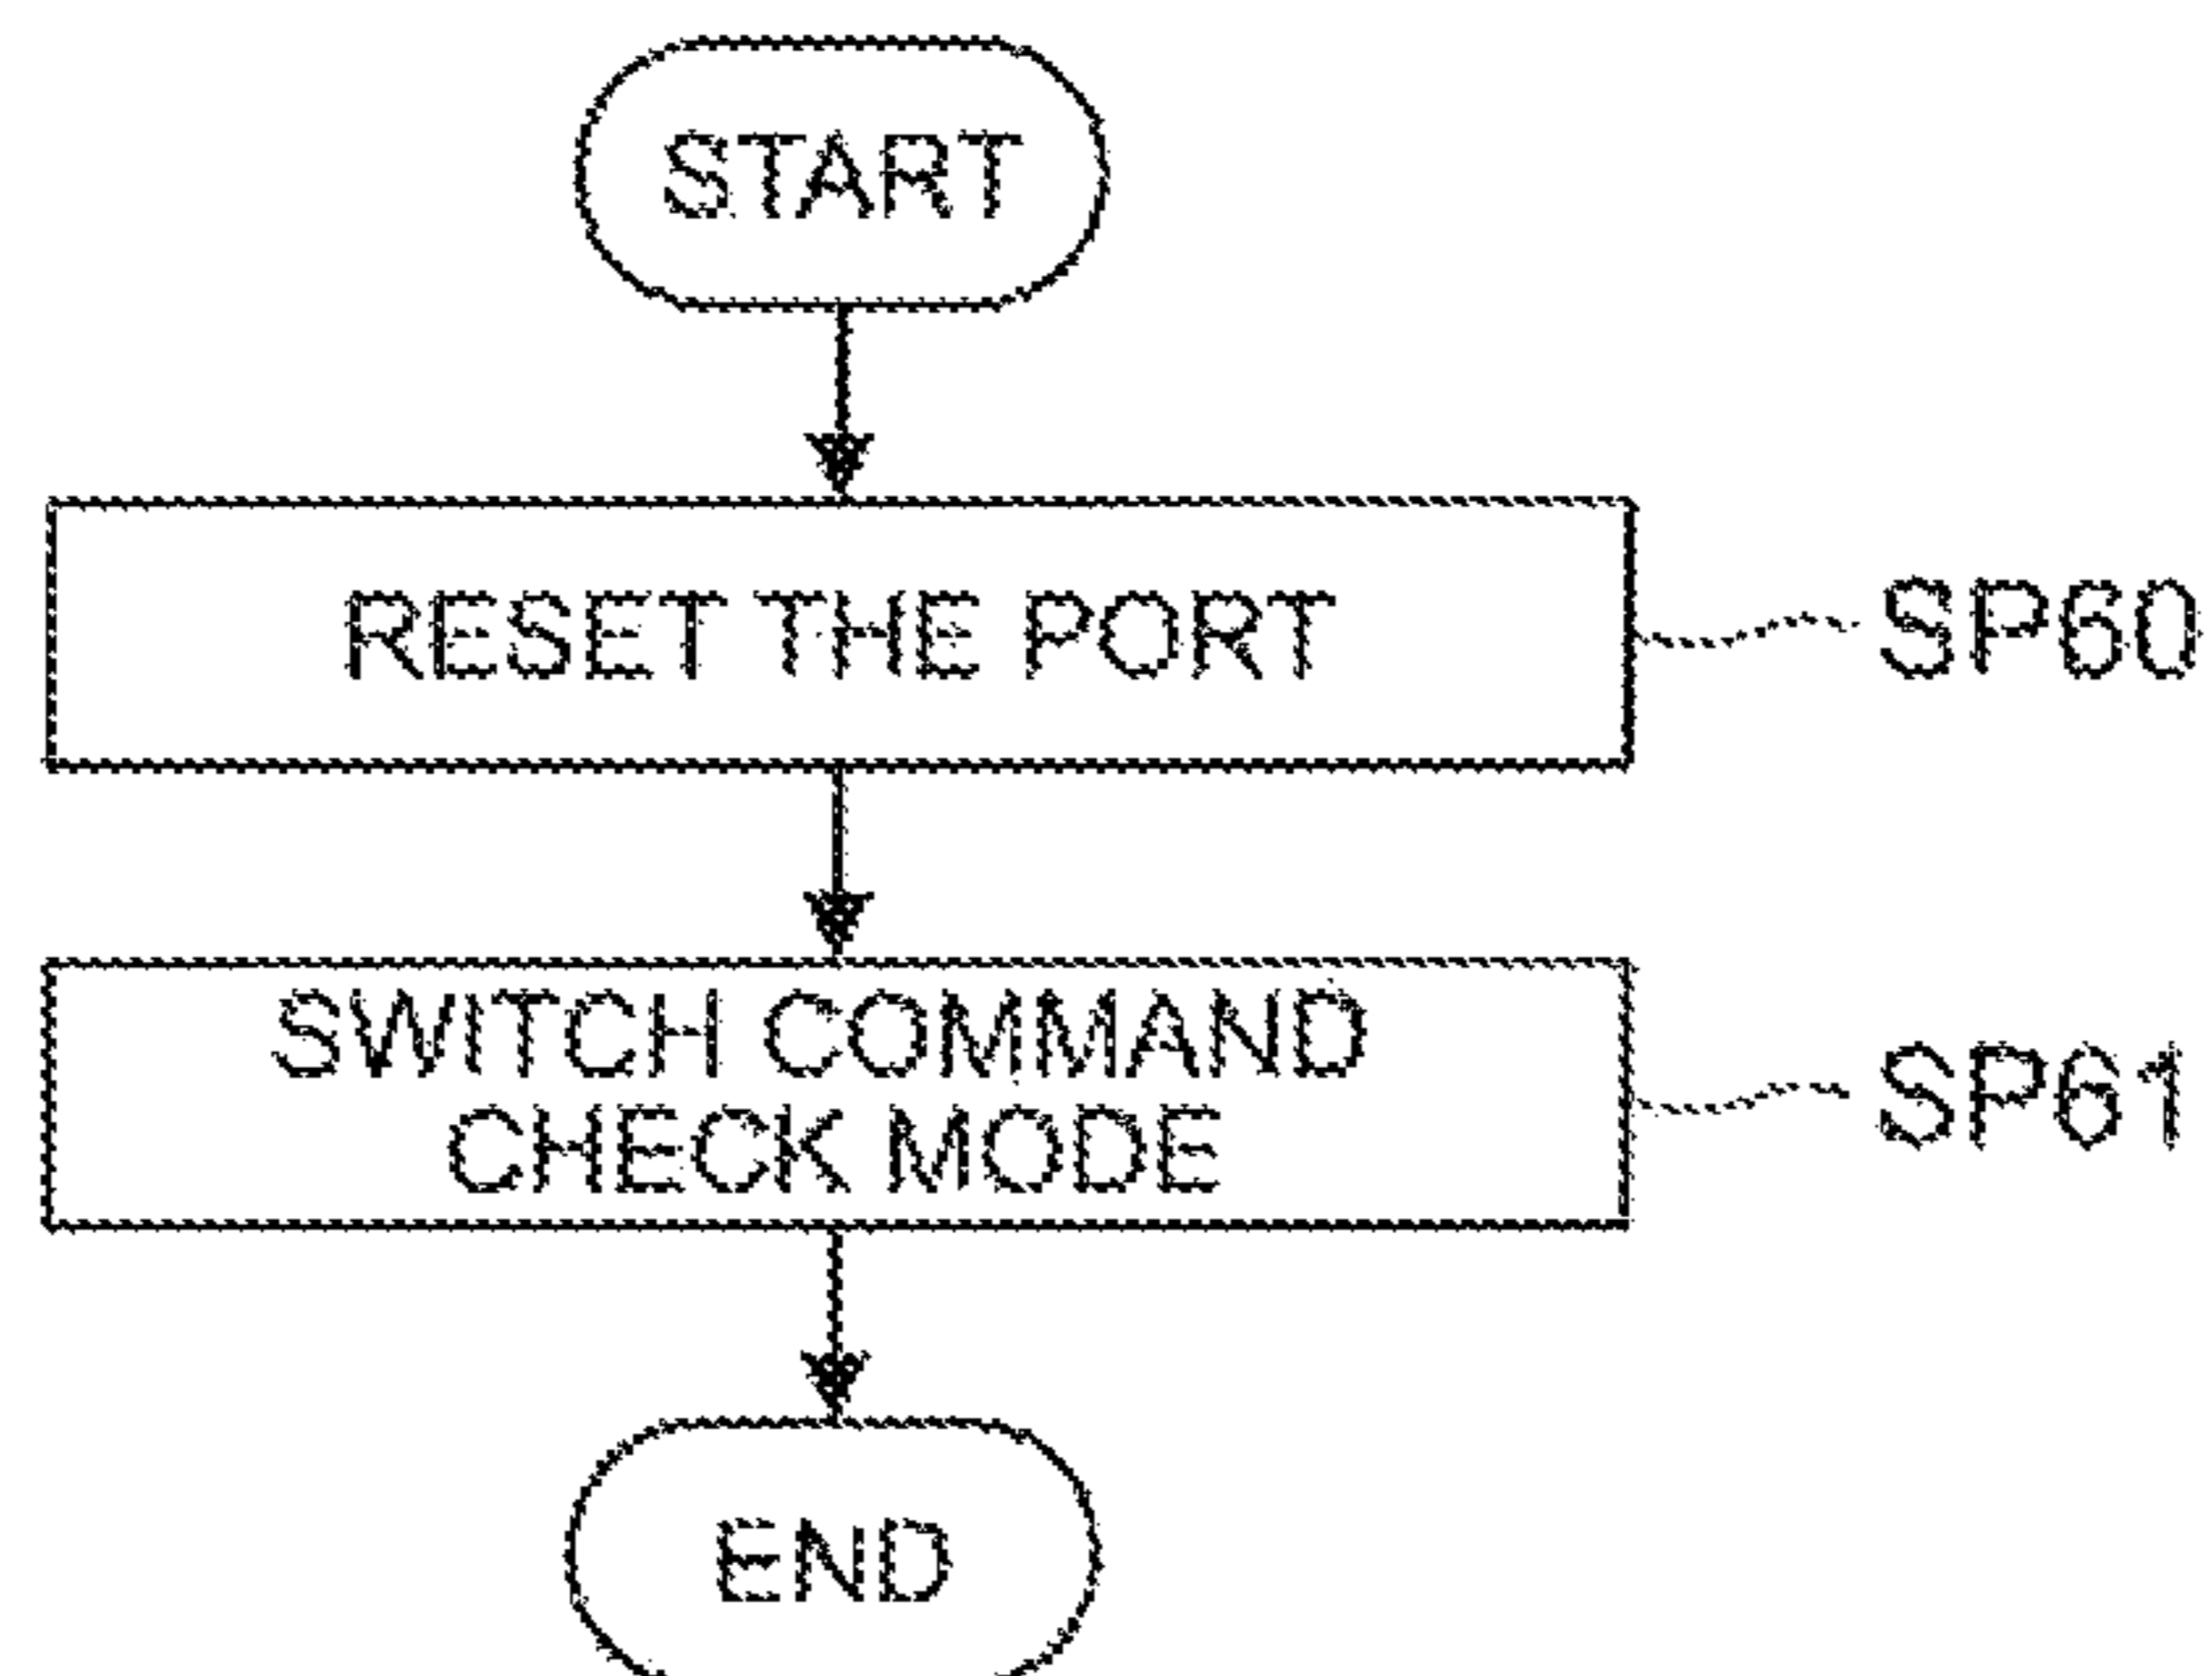 START
RESET THE PORT
SP60
SWITCH COMMAND
CHECK MODE
SP61
END